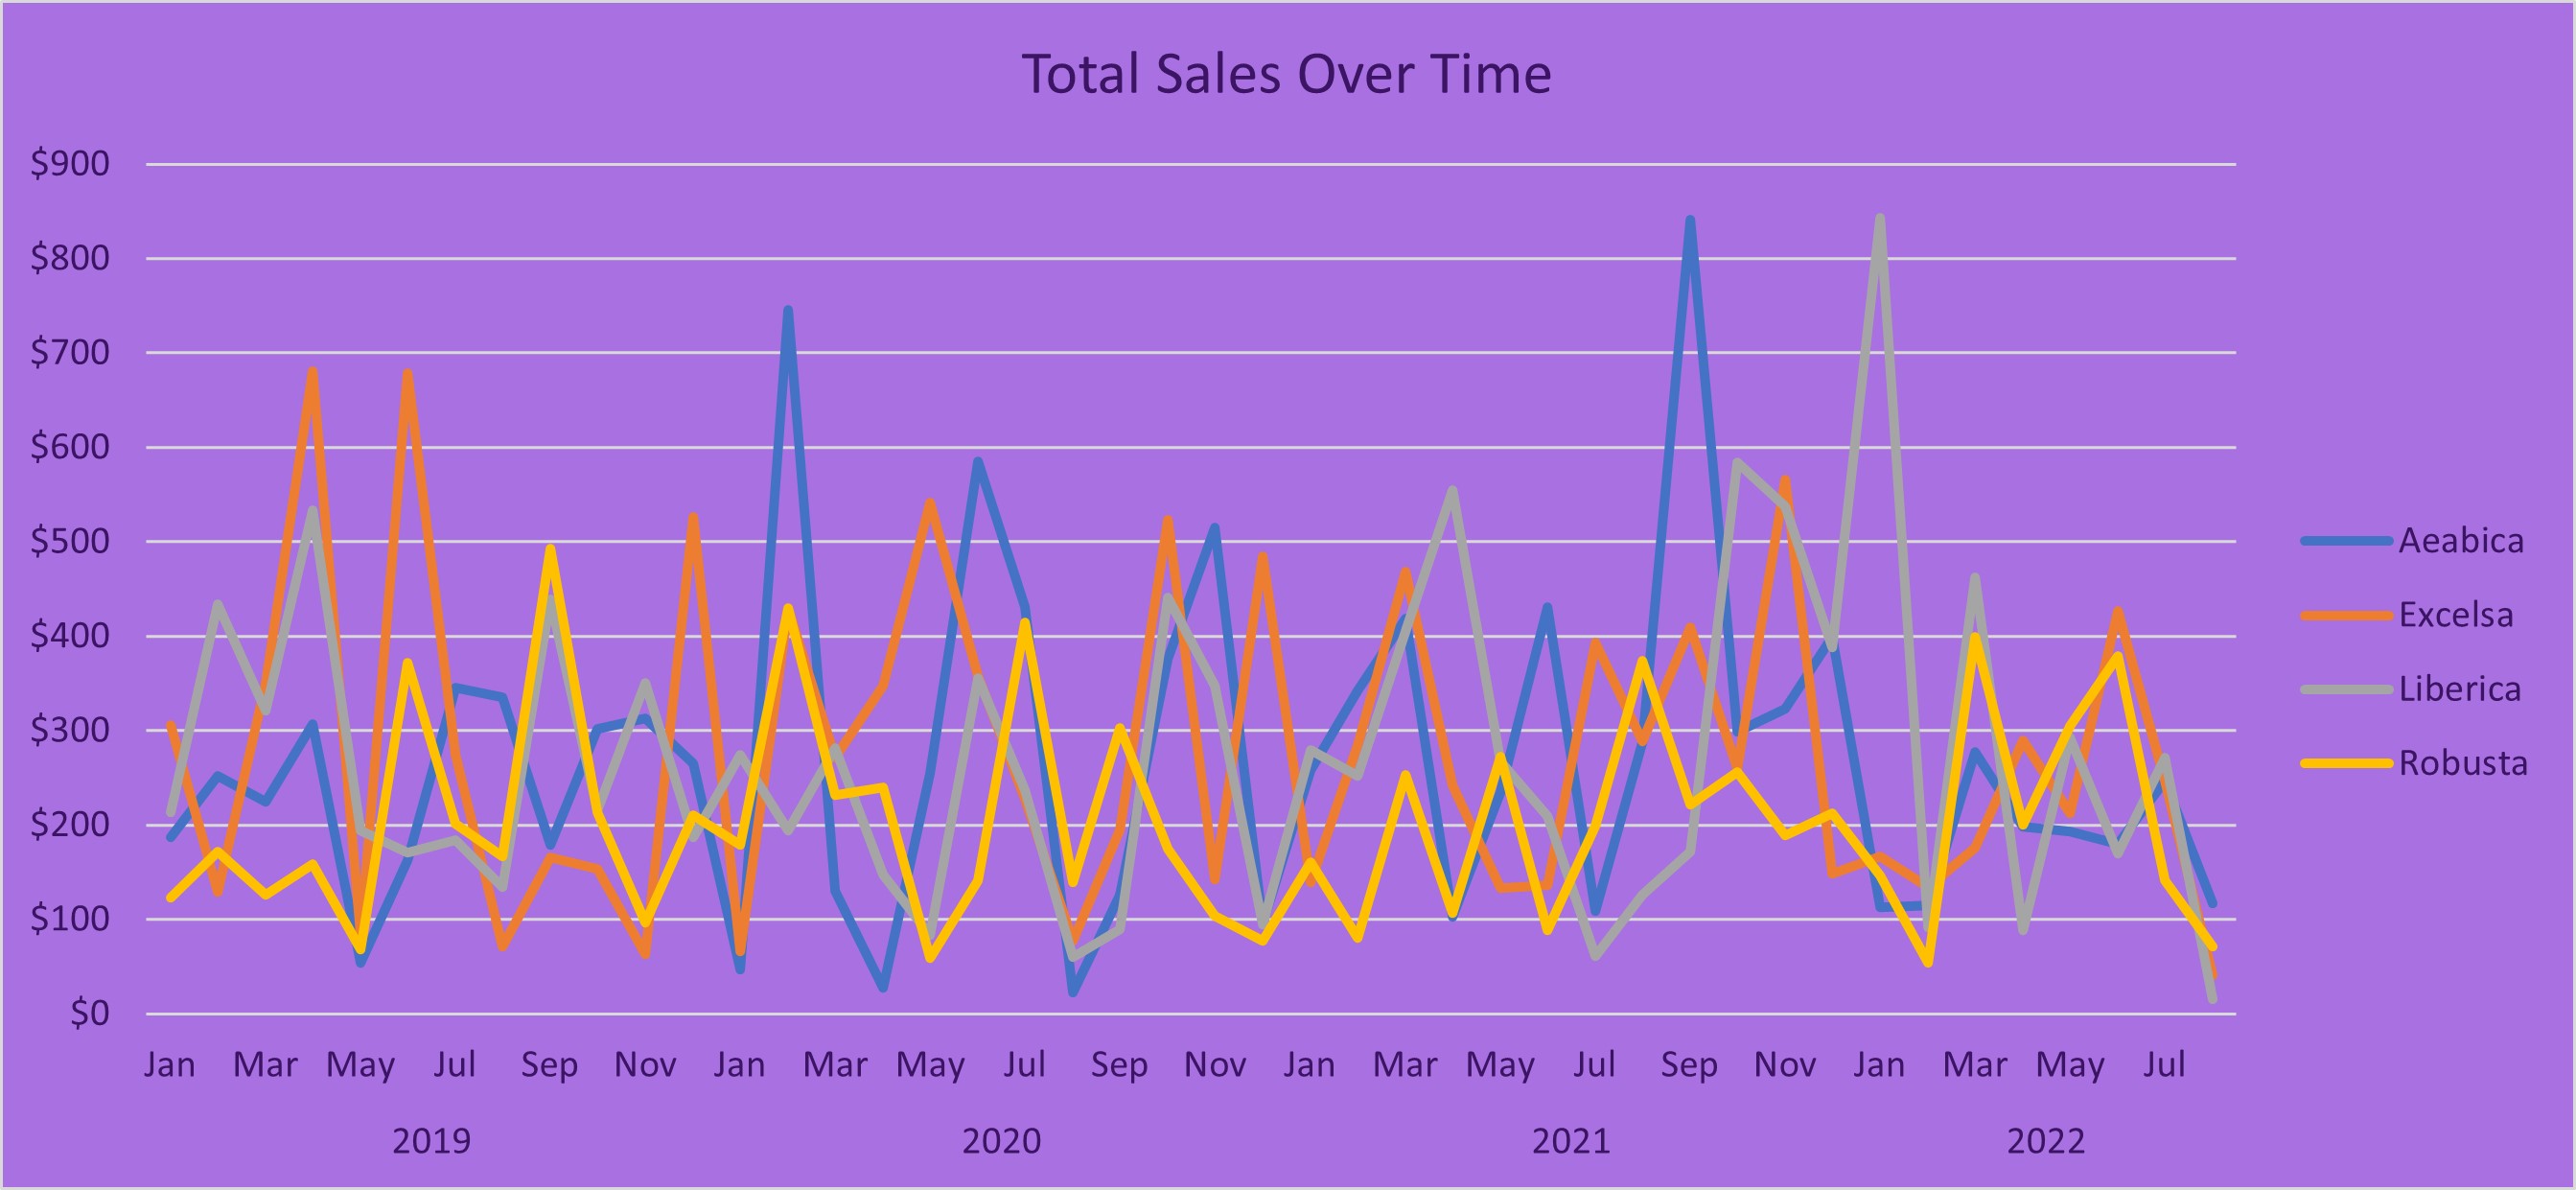 Total Sales Over Time
$900
$800
$700
$600
$500
$400
$300
$200
$100
$0
Jan Mar May Jul Sep Nov Jan Mar May Jul Sep Nov Jan Mar May Jul Sep Nov Jan Mar May Jul
2019 2020 2021 2022
Aeabica
Excelsa
Liberica
Robusta